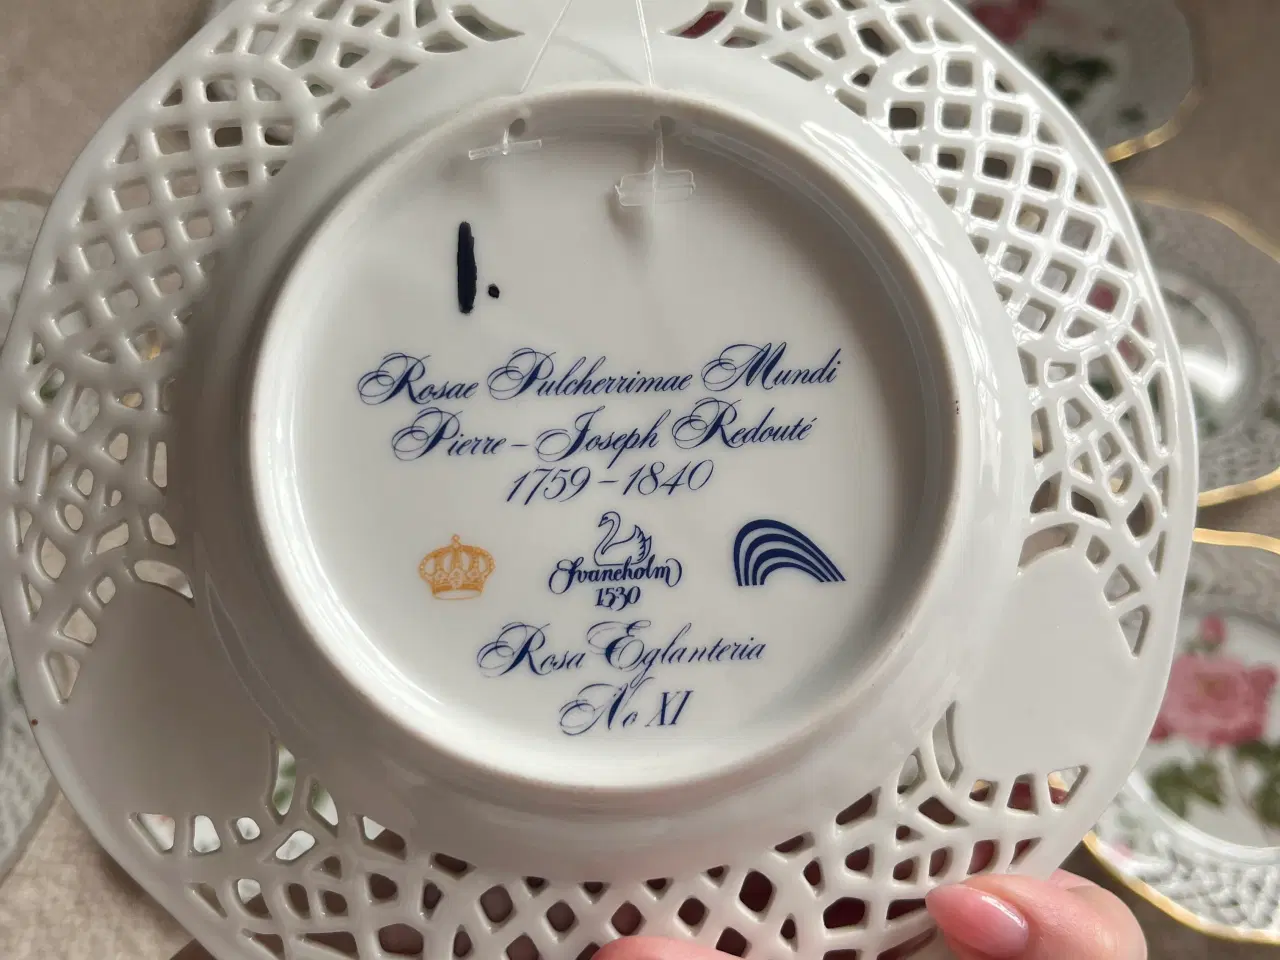 1.
Rosae Pulcherrimae Mundi
Pierre-Joseph Redouté
1759-1840
Svaneholm
1530
Rosa Eglanteria
No XI